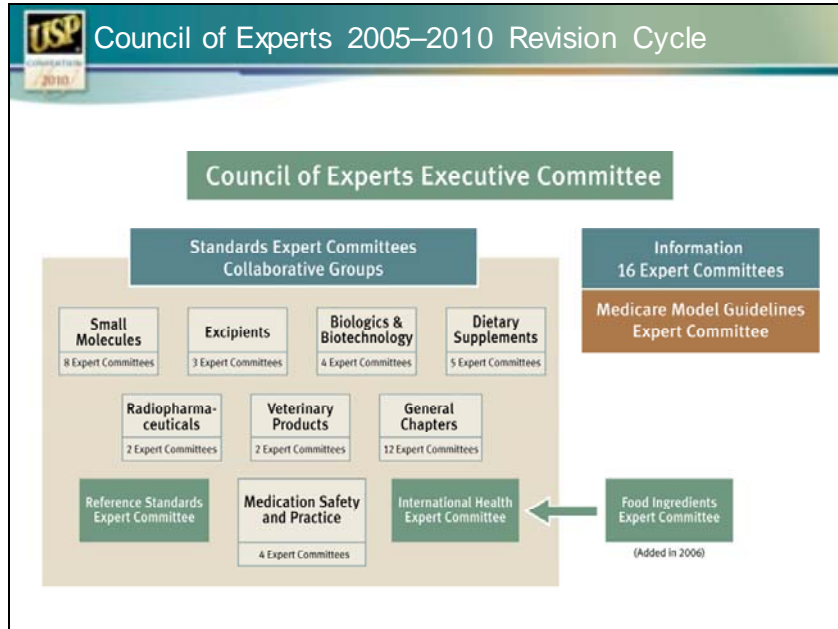 USP
CONVENTION
2010
Council of Experts 2005–2010 Revision Cycle
Council of Experts Executive Committee
Standards Expert Committees
Collaborative Groups
Information
16 Expert Committees
Medicare Model Guidelines
Expert Committee
Small
Molecules
8 Expert Committees
Excipients
3 Expert Committees
Biologics &
Biotechnology
4 Expert Committees
Dietary
Supplements
5 Expert Committees
Radiopharma-
ceuticals
2 Expert Committees
Veterinary
Products
2 Expert Committees
General
Chapters
12 Expert Committees
Reference Standards
Expert Committee
Medication Safety
and Practice
4 Expert Committees
International Health
Expert Committee
Food Ingredients
Expert Committee
(Added in 2006)